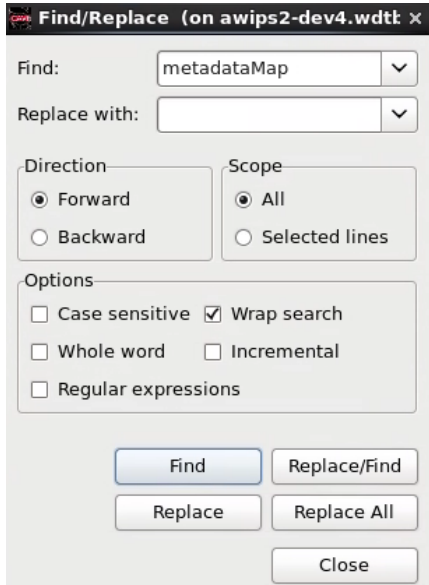 Find/Replace (on awips2-dev4.wdtb
Find: metadataMap
Replace with:
Direction Scope
Forward All
Backward Selected lines
Options
Case sensitive Wrap search
Whole word Incremental
Regular expressions
Find Replace/Find
Replace Replace All
Close